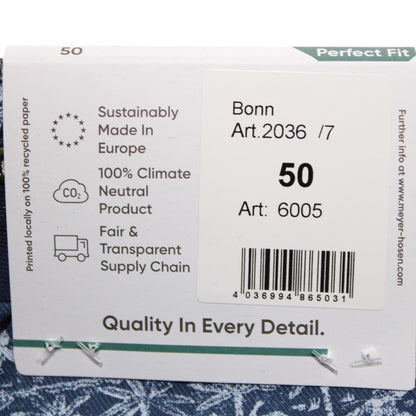 50
Perfect Fit
Printed locally on 100% recycled paper
Sustainably
Made In
Europe
CO₂
100% Climate
Neutral
Product
Fair &
Transparent
Supply Chain
Bonn
Art.2036 /7
50
Art: 6005
4 036994 865031
Further info at www.meyer-hosen.com
Quality In Every Detail.